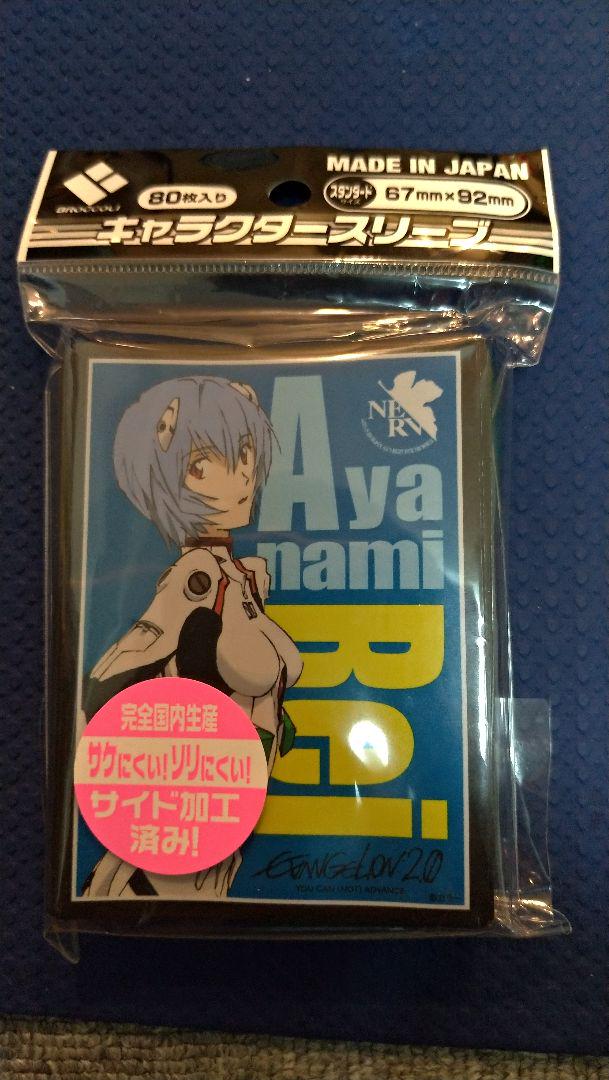 BROCCOLI
80枚入り
MADE IN JAPAN
スタンダード
サイズ
67mm×92mm
キャラクタースリーブ
NERV
Aya
nami
Rei
完全国内生産
サケにくい!ソリにくい!
サイド加工
済み!
EVANGELION 2.0
YOU CAN (NOT) ADVANCE.